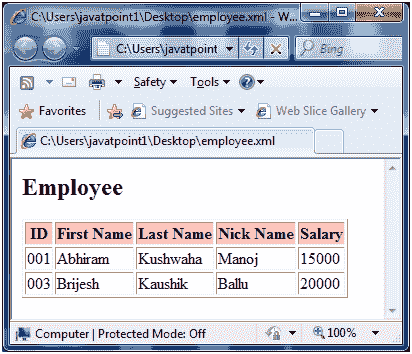 C:\Users\javatpoint1\Desktop\employee.xml - W...
C:\Users\javatpoint
Bing
Safety Tools
Favorites Suggested Sites Web Slice Gallery
C:\Users\javatpoint1\Desktop\employee.xml
Employee
ID First Name Last Name Nick Name Salary
001 Abhiram Kushwaha Manoj 15000
003 Brijesh Kaushik Ballu 20000
Computer | Protected Mode: Off 100%